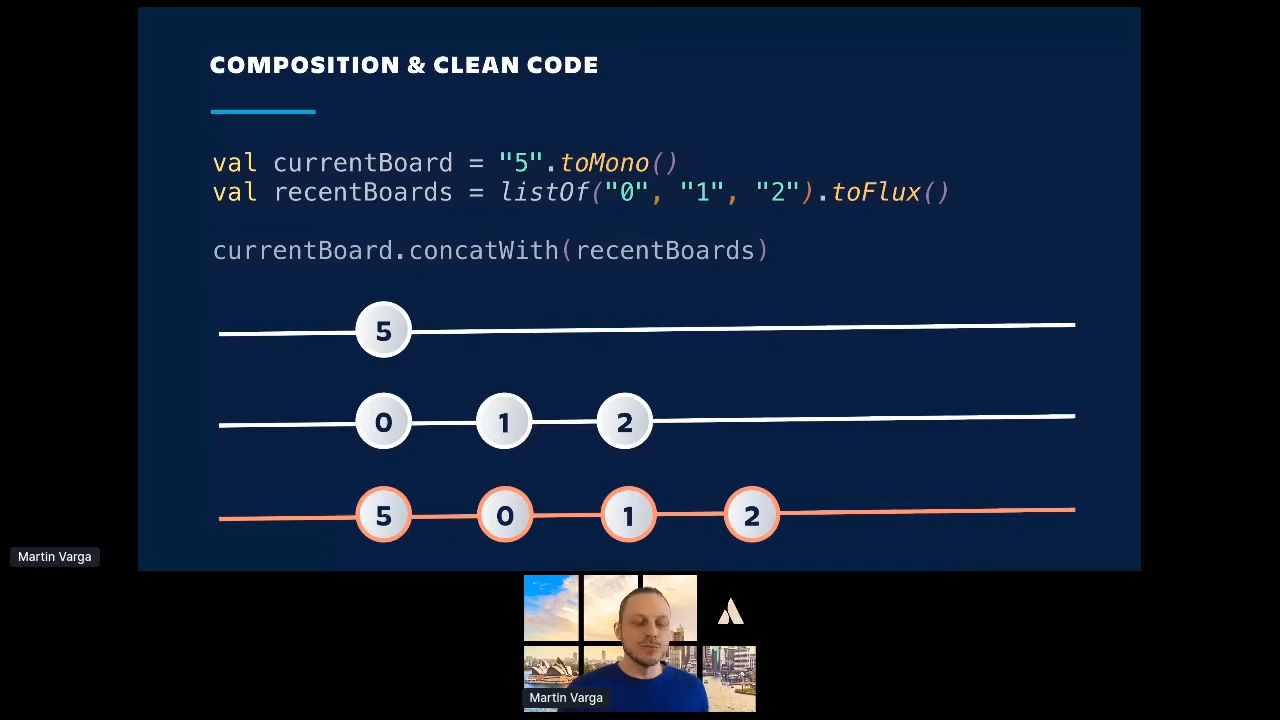 COMPOSITION & CLEAN CODE
val currentBoard = "5".toMono()
val recentBoards = listOf("0", "1", "2").toFlux()
currentBoard.concatWith(recentBoards)
5
0 1 2
5 0 1 2
Martin Varga
Martin Varga